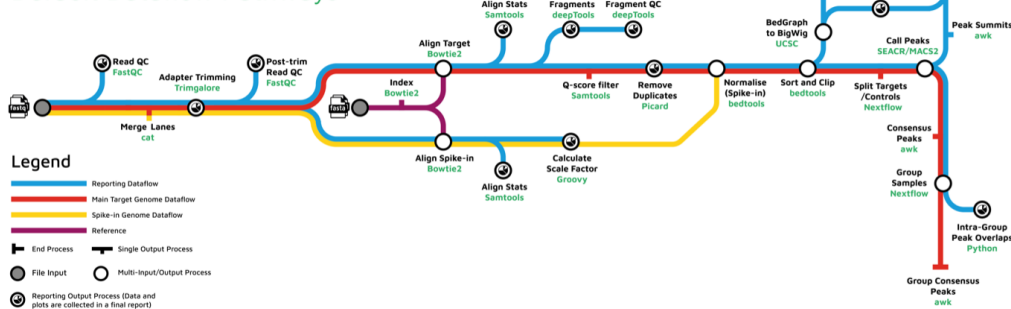 Align Stats
Samtools
Fragments
deepTools
Fragment QC
deepTools
BedGraph
to BigWig
UCSC
Peak Summits
awk
Call Peaks
SEACR/MACS2
Align Target
Bowtie2
Read QC
FastQC
Adapter Trimming
Trimgalore
Post-trim
Read QC
FastQC
Index
Bowtie2
Q-score filter
Samtools
Remove
Duplicates
Picard
Normalise
(Spike-in)
bedtools
Sort and Clip
bedtools
Split Targets
/Controls
Nextflow
fastq
fasta
Merge Lanes
cat
Consensus
Peaks
awk
Align Spike-in
Bowtie2
Calculate
Scale Factor
Groovy
Align Stats
Samtools
Group
Samples
Nextflow
Intra-Group
Peak Overlaps
Python
Group Consensus
Peaks
awk
Legend
Reporting Dataflow
Main Target Genome Dataflow
Spike-in Genome Dataflow
Reference
End Process
Single Output Process
File Input
Multi-Input/Output Process
Reporting Output Process (Data and
plots are collected in a final report)